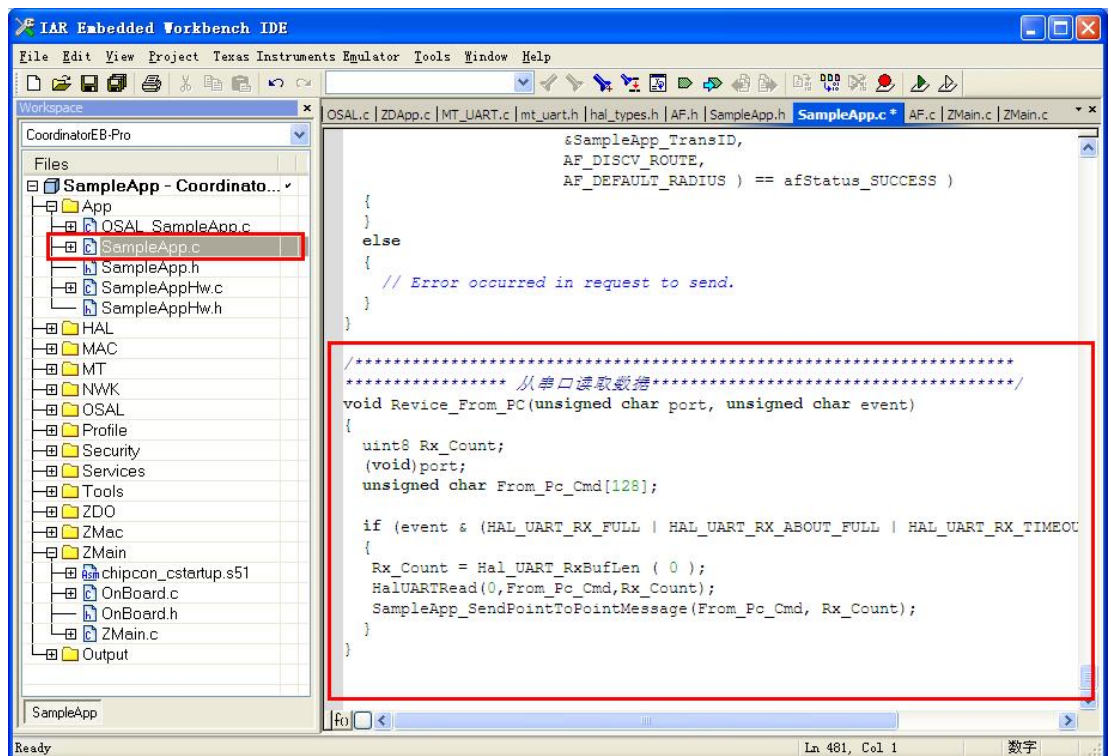 IAR Embedded Workbench IDE
File Edit View Project Texas Instruments Emulator Tools Window Help
Workspace
CoordinatorEB-Pro
Files
SampleApp - Coordinato...
App
OSAL_SampleApp.c
SampleApp.c
SampleApp.h
SampleAppHw.c
SampleAppHw.h
HAL
MAC
MT
NWK
OSAL
Profile
Security
Services
Tools
ZDO
ZMac
ZMain
chipcon_cstartup.s51
OnBoard.c
OnBoard.h
ZMain.c
Output
SampleApp
OSAL.c | ZDApp.c | MT_UART.c | mt_uart.h | hal_types.h | AF.h | SampleApp.h SampleApp.c * AF.c | ZMain.c | ZMain.c
&SampleApp_TransID,
AF_DISCV_ROUTE,
AF_DEFAULT_RADIUS ) == afStatus_SUCCESS )
{
}
else
{
// Error occurred in request to send.
}
}
/*********************************************************************
***************** 从串口读取数据**************************************/
void Revice_From_PC(unsigned char port, unsigned char event)
{
uint8 Rx_Count;
(void)port;
unsigned char From_Pc_Cmd[128];
if (event & (HAL_UART_RX_FULL | HAL_UART_RX_ABOUT_FULL | HAL_UART_RX_TIMEOU
{
Rx_Count = Hal_UART_RxBufLen ( 0 );
HalUARTRead(0,From_Pc_Cmd,Rx_Count);
SampleApp_SendPointToPointMessage(From_Pc_Cmd, Rx_Count);
}
}
Ready
Ln 481, Col 1
数字